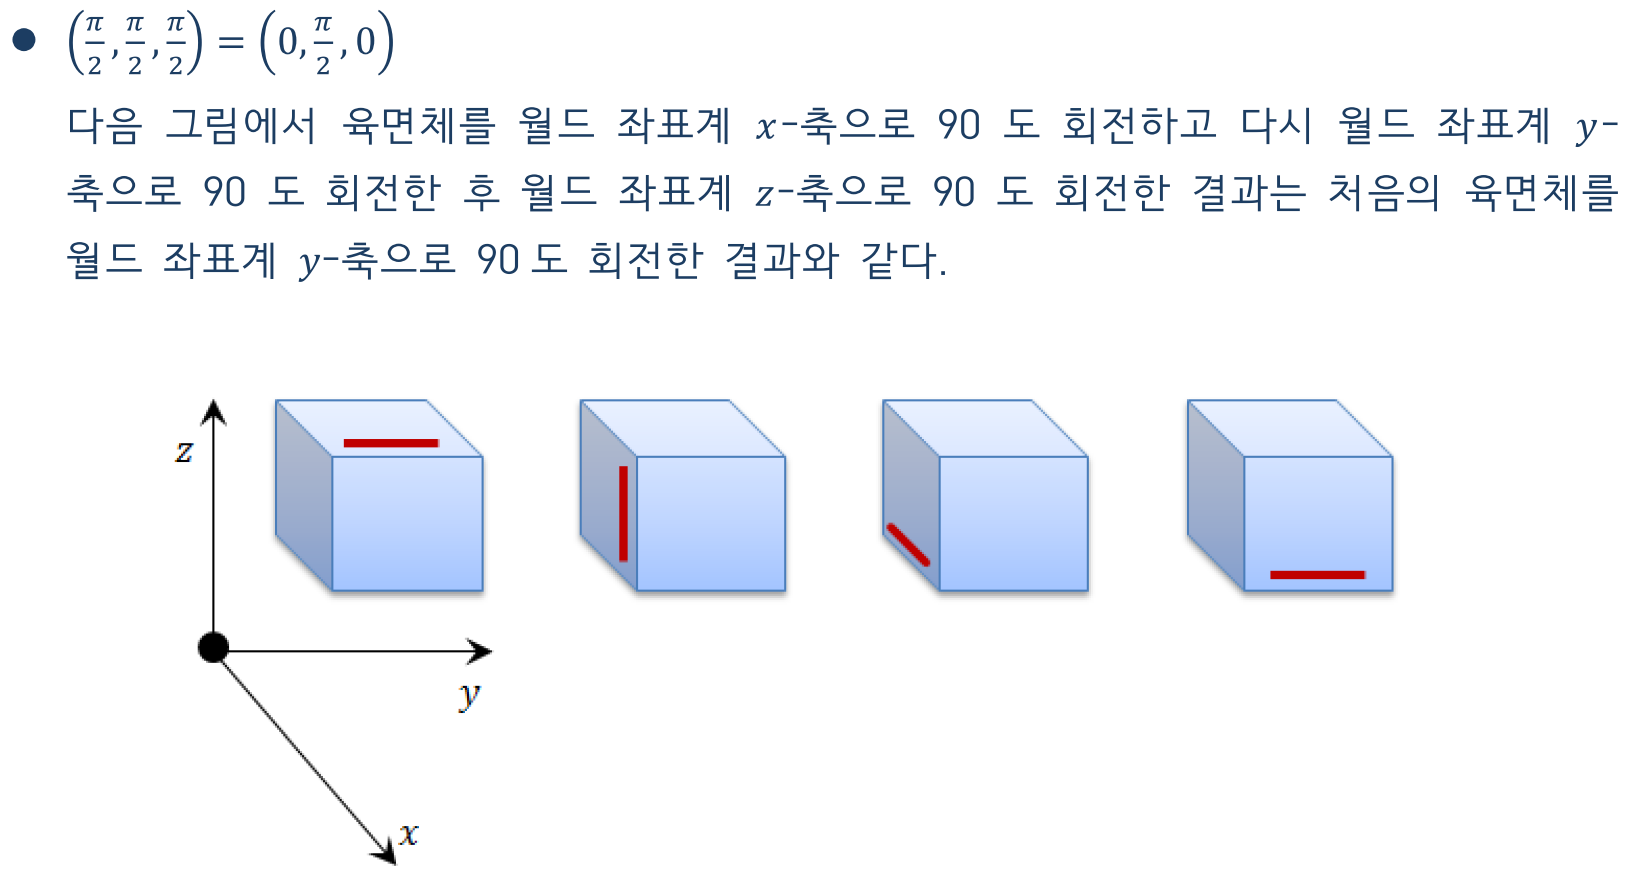 ● (π/2, π/2, π/2) = (0, π/2, 0)
다음 그림에서 육면체를 월드 좌표계 x-축으로 90 도 회전하고 다시 월드 좌표계 y-
축으로 90 도 회전한 후 월드 좌표계 z-축으로 90 도 회전한 결과는 처음의 육면체를
월드 좌표계 y-축으로 90도 회전한 결과와 같다.
z
y
x